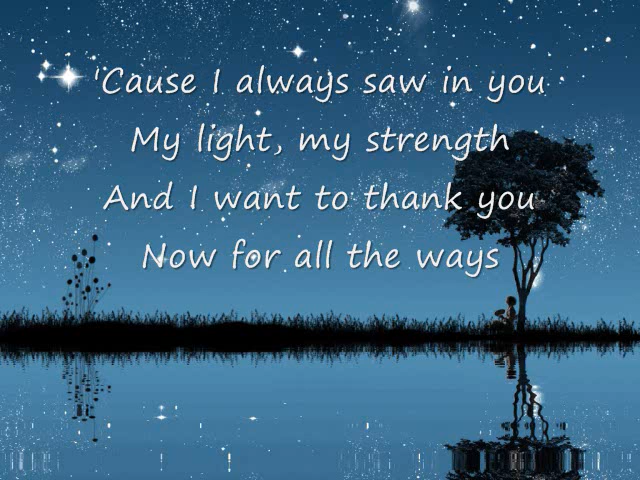 'Cause I always saw in you
My light, my strength
And I want to thank you
Now for all the ways